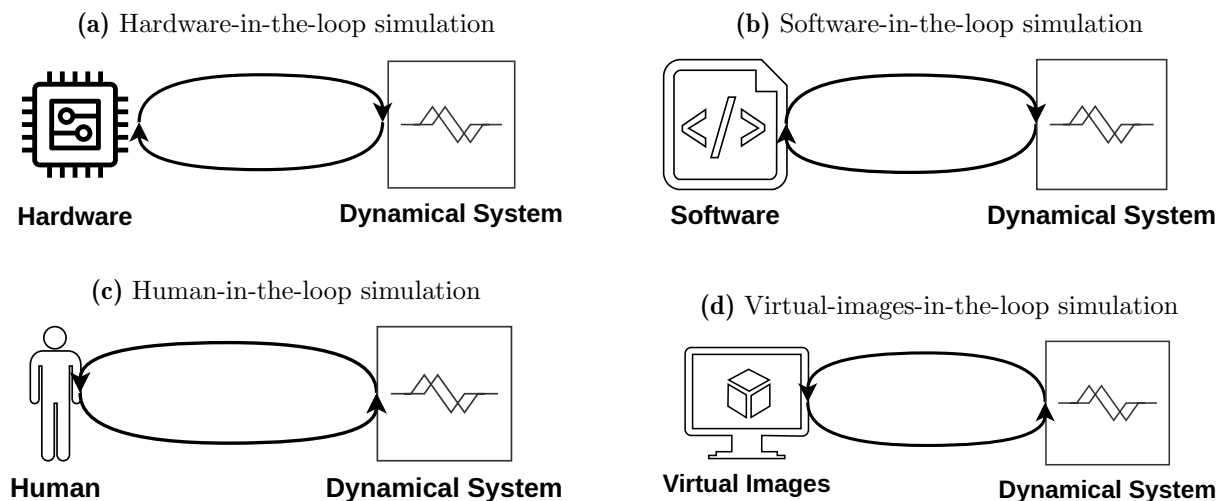 (a) Hardware-in-the-loop simulation
Hardware
Dynamical System
(b) Software-in-the-loop simulation
</>
Software
Dynamical System
(c) Human-in-the-loop simulation
Human
Dynamical System
(d) Virtual-images-in-the-loop simulation
Virtual Images
Dynamical System